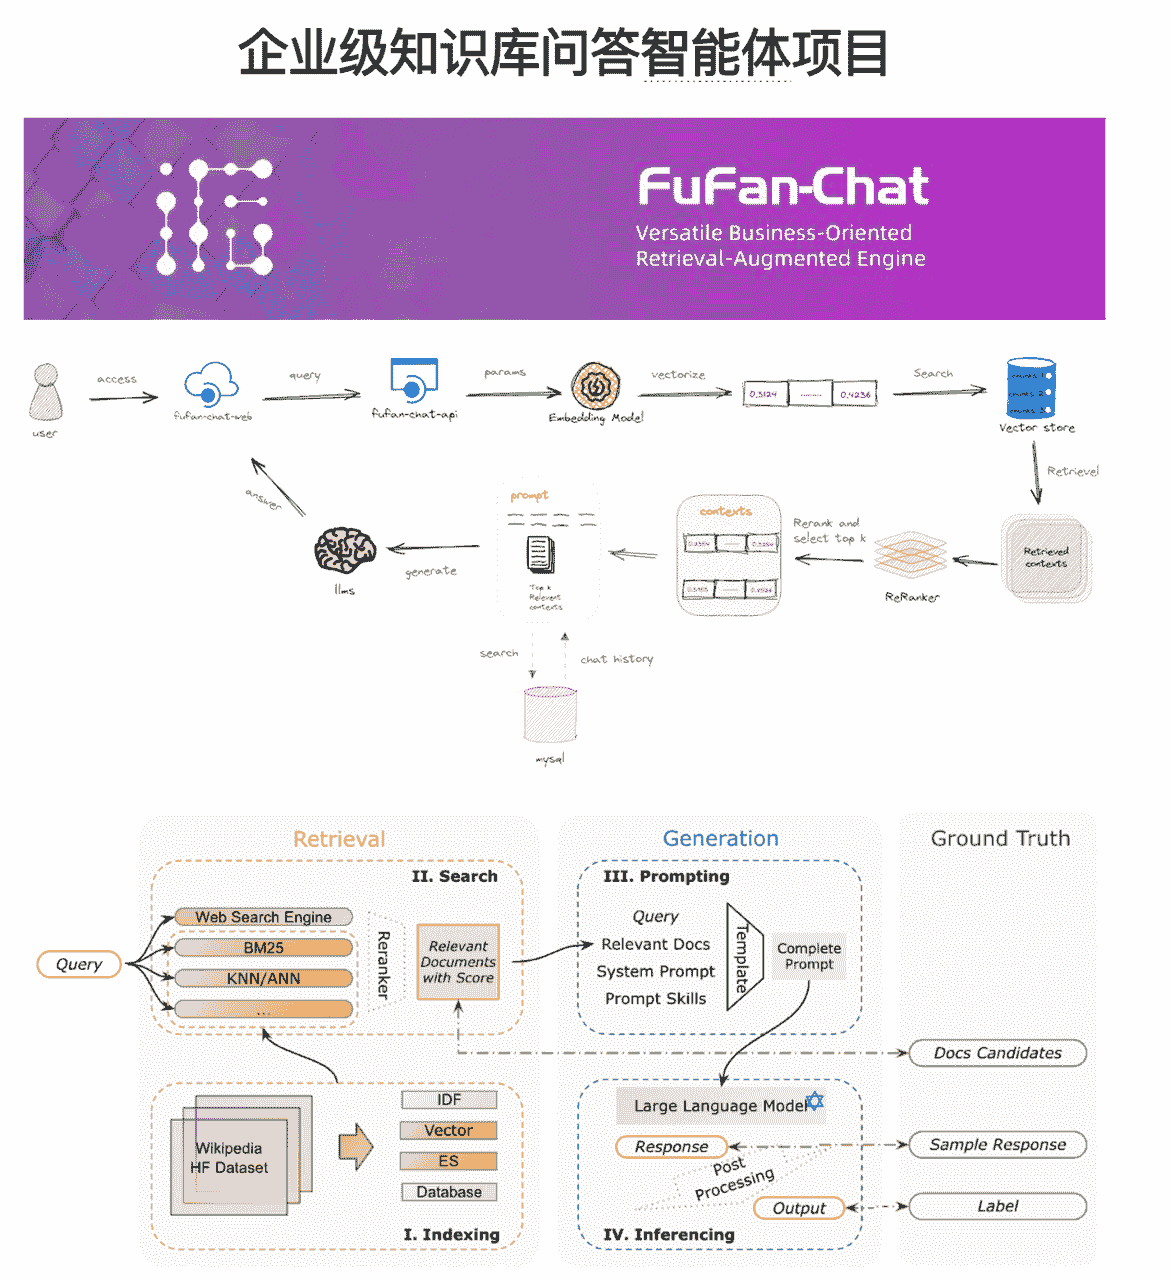 企业级知识库问答智能体项目
FuFan-Chat
Versatile Business-Oriented
Retrieval-Augmented Engine
access
query
params
vectorize
Search
user
fufan-chat-web
fufan-chat-api
Embedding Model
0.3124
......
0.4236
Vector store
Retrievel
answer
llms
generate
prompt
Top k
Relevent
contexts
contexts
Rerank and
select top k
ReRanker
Retrieved
contexts
search
chat history
mysql
Retrieval
Generation
Ground Truth
II. Search
Web Search Engine
BM25
KNN/ANN
...
Query
Reranker
Relevant
Documents
with Score
III. Prompting
Query
Relevant Docs
System Prompt
Prompt Skills
Template
Complete
Prompt
Docs Candidates
Wikipedia
HF Dataset
IDF
Vector
ES
Database
I. Indexing
Large Language Model
Response
Post
Processing
Output
IV. Inferencing
Sample Response
Label